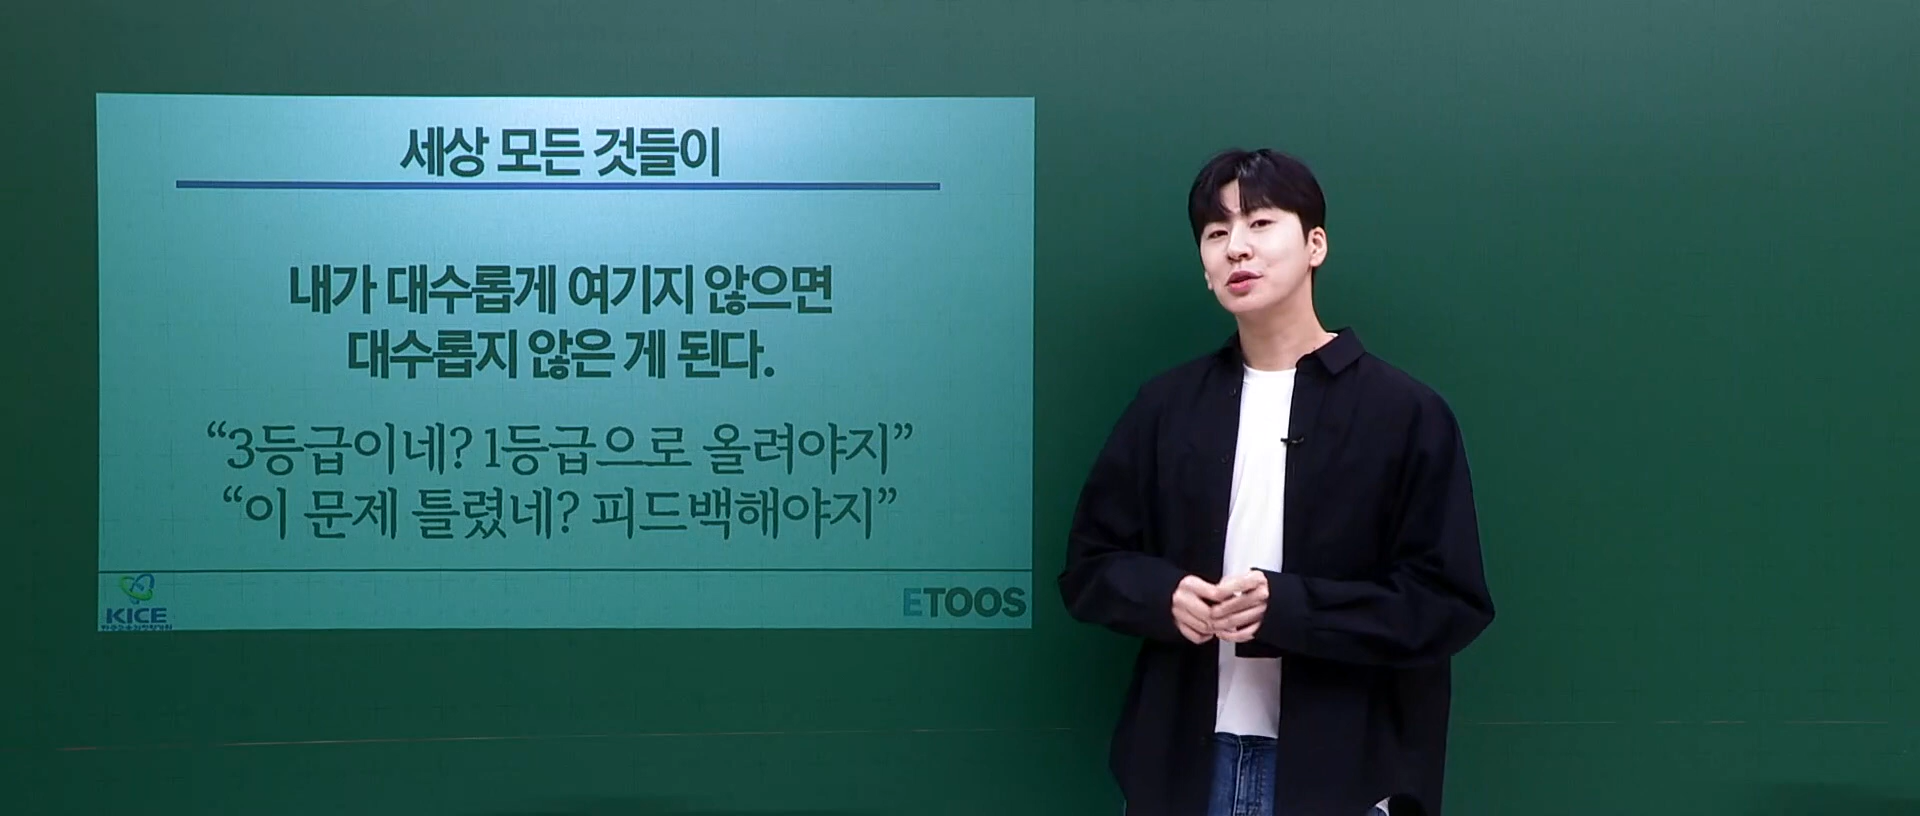 세상 모든 것들이
내가 대수롭게 여기지 않으면
대수롭지 않은 게 된다.
“3등급이네? 1등급으로 올려야지”
“이 문제 틀렸네? 피드백해야지”
KICE
ETOOS